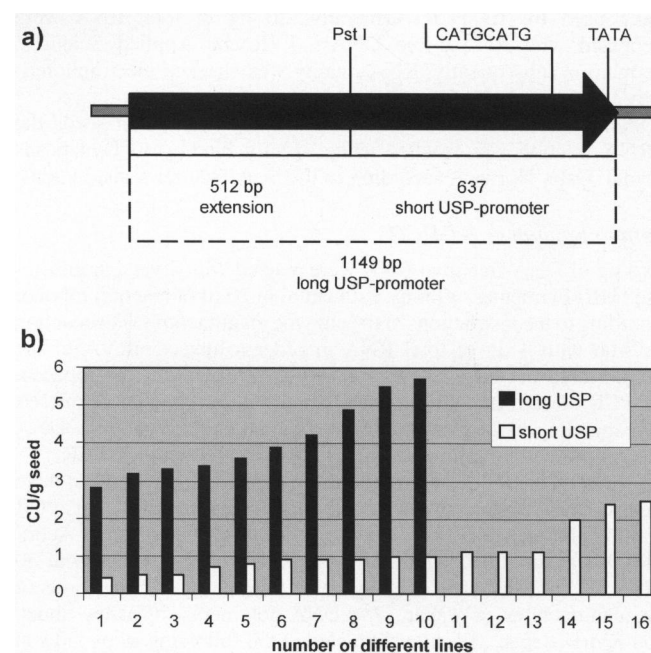 a)
Pst I CATGCATG TATA
512 bp 637
extension short USP-promoter
1149 bp
long USP-promoter
b)
6
5
4
3
2
1
0
CU/g seed
long USP
short USP
1 2 3 4 5 6 7 8 9 10 11 12 13 14 15 16
number of different lines